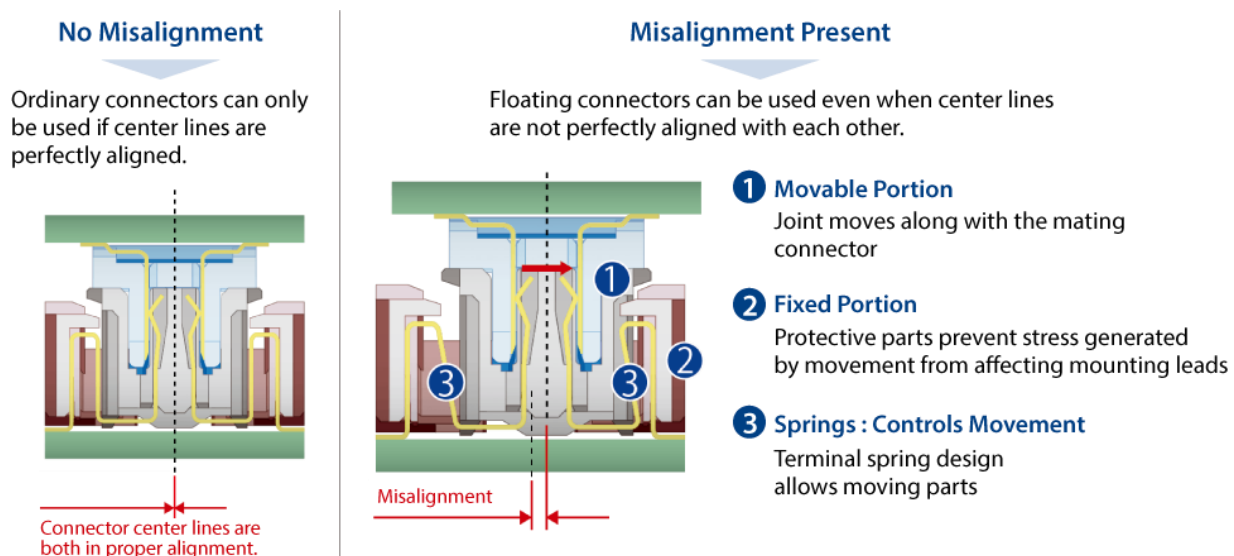 No Misalignment
Ordinary connectors can only
be used if center lines are
perfectly aligned.
Connector center lines are
both in proper alignment.
Misalignment Present
Floating connectors can be used even when center lines
are not perfectly aligned with each other.
1
3
3
2
Misalignment
1 Movable Portion
Joint moves along with the mating
connector
2 Fixed Portion
Protective parts prevent stress generated
by movement from affecting mounting leads
3 Springs : Controls Movement
Terminal spring design
allows moving parts